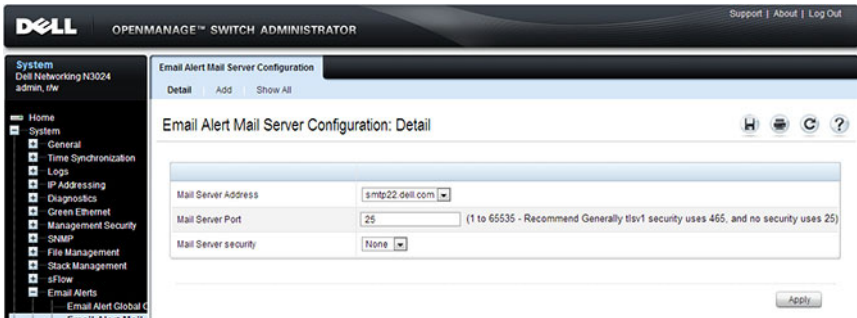 Support | About | Log Out
DELL
OPENMANAGE™ SWITCH ADMINISTRATOR
System
Dell Networking N3024
admin, r/w
Home
System
General
Time Synchronization
Logs
IP Addressing
Diagnostics
Green Ethernet
Management Security
SNMP
File Management
Stack Management
sFlow
Email Alerts
Email Alert Global
Email Alert Mail Server Configuration
Detail
Add
Show All
Email Alert Mail Server Configuration: Detail
?
Mail Server Address
smtp22.dell.com
Mail Server Port
25
(1 to 65535 - Recommend Generally tlsv1 security uses 465, and no security uses 25)
Mail Server security
None
Apply